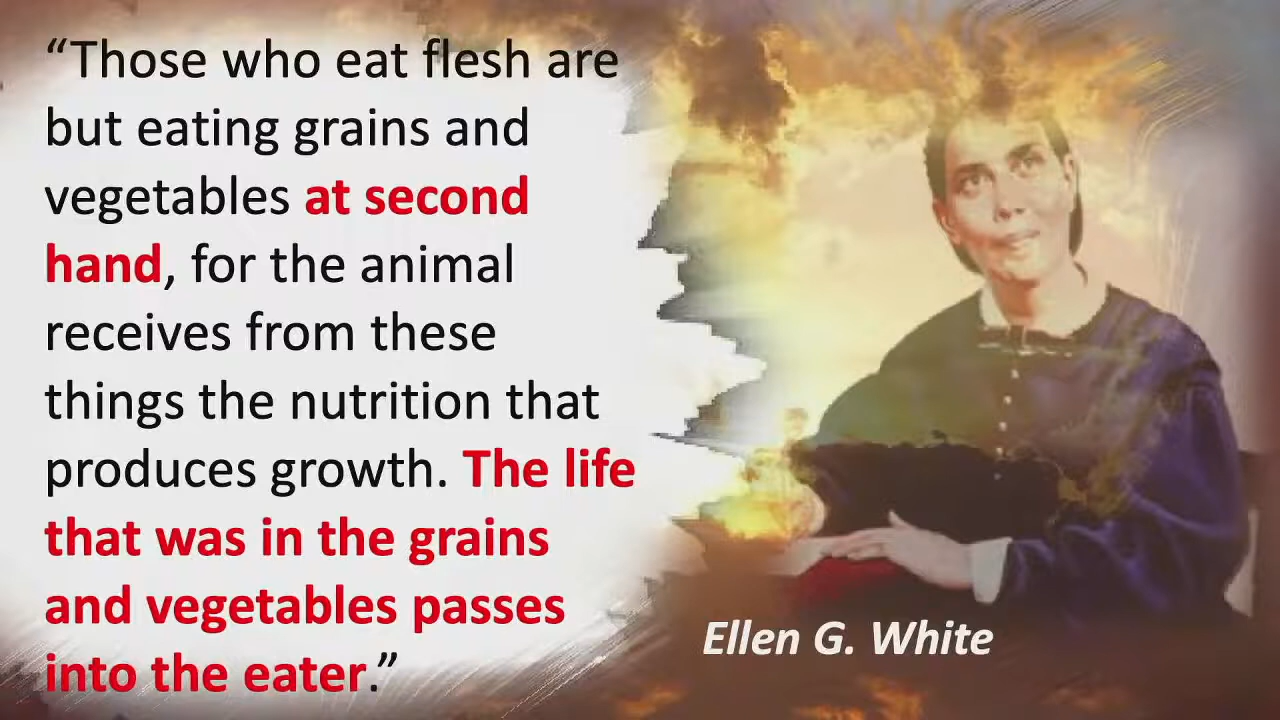 “Those who eat flesh are
but eating grains and
vegetables at second
hand, for the animal
receives from these
things the nutrition that
produces growth. The life
that was in the grains
and vegetables passes
into the eater.”
Ellen G. White